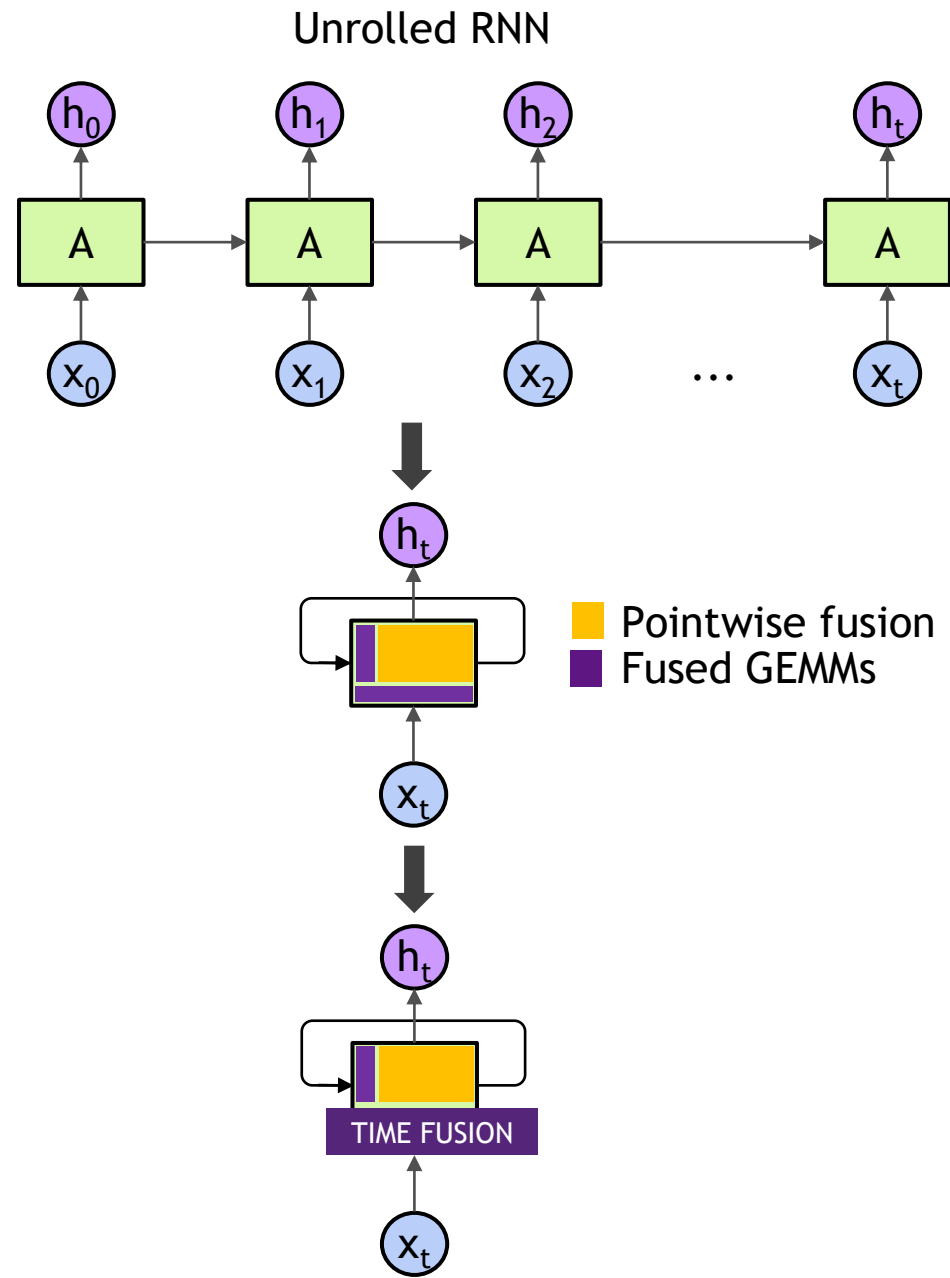 Unrolled RNN
h₀ h₁ h₂ hₜ
A A A A
x₀ x₁ x₂ ... xₜ
hₜ
Pointwise fusion
Fused GEMMs
xₜ
hₜ
TIME FUSION
xₜ